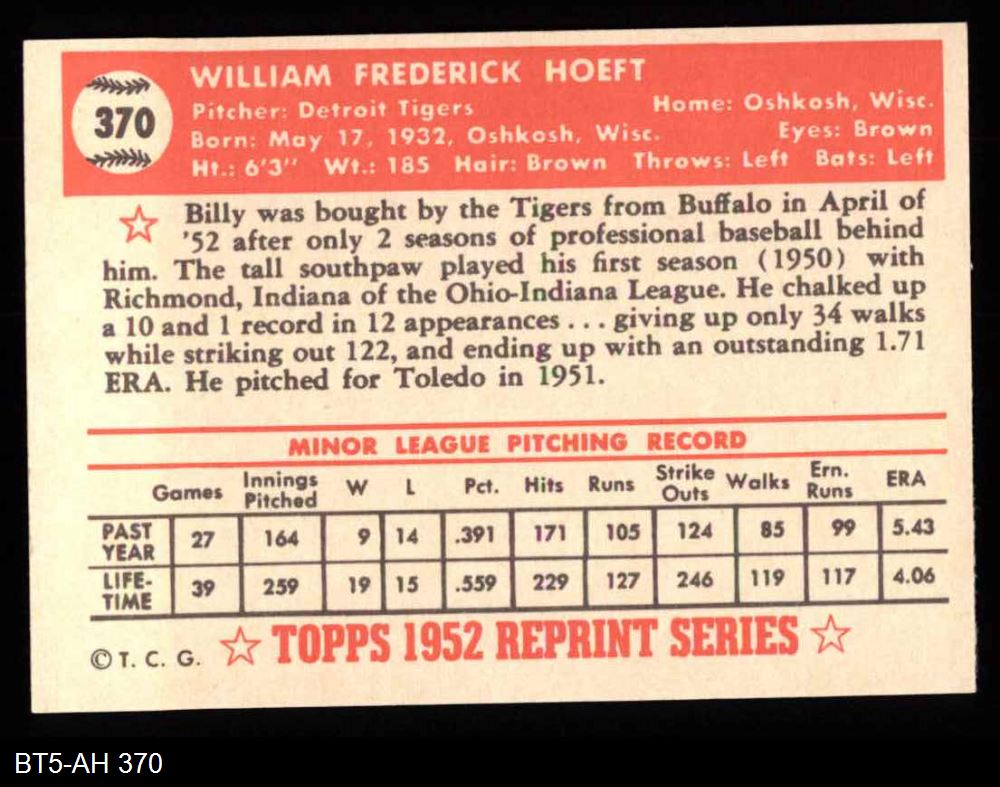 370
WILLIAM FREDERICK HOEFT
Pitcher: Detroit Tigers Home: Oshkosh, Wisc.
Born: May 17, 1932, Oshkosh, Wisc. Eyes: Brown
Ht.: 6'3" Wt.: 185 Hair: Brown Throws: Left Bats: Left
Billy was bought by the Tigers from Buffalo in April of
'52 after only 2 seasons of professional baseball behind
him. The tall southpaw played his first season (1950) with
Richmond, Indiana of the Ohio-Indiana League. He chalked up
a 10 and 1 record in 12 appearances ... giving up only 34 walks
while striking out 122, and ending up with an outstanding 1.71
ERA. He pitched for Toledo in 1951.
MINOR LEAGUE PITCHING RECORD
Games Innings Pitched W L Pct. Hits Runs Strike Outs Walks Ern. Runs ERA
PAST YEAR 27 164 9 14 .391 171 105 124 85 99 5.43
LIFE-TIME 39 259 19 15 .559 229 127 246 119 117 4.06
© T. C. G. TOPPS 1952 REPRINT SERIES
BT5-AH 370